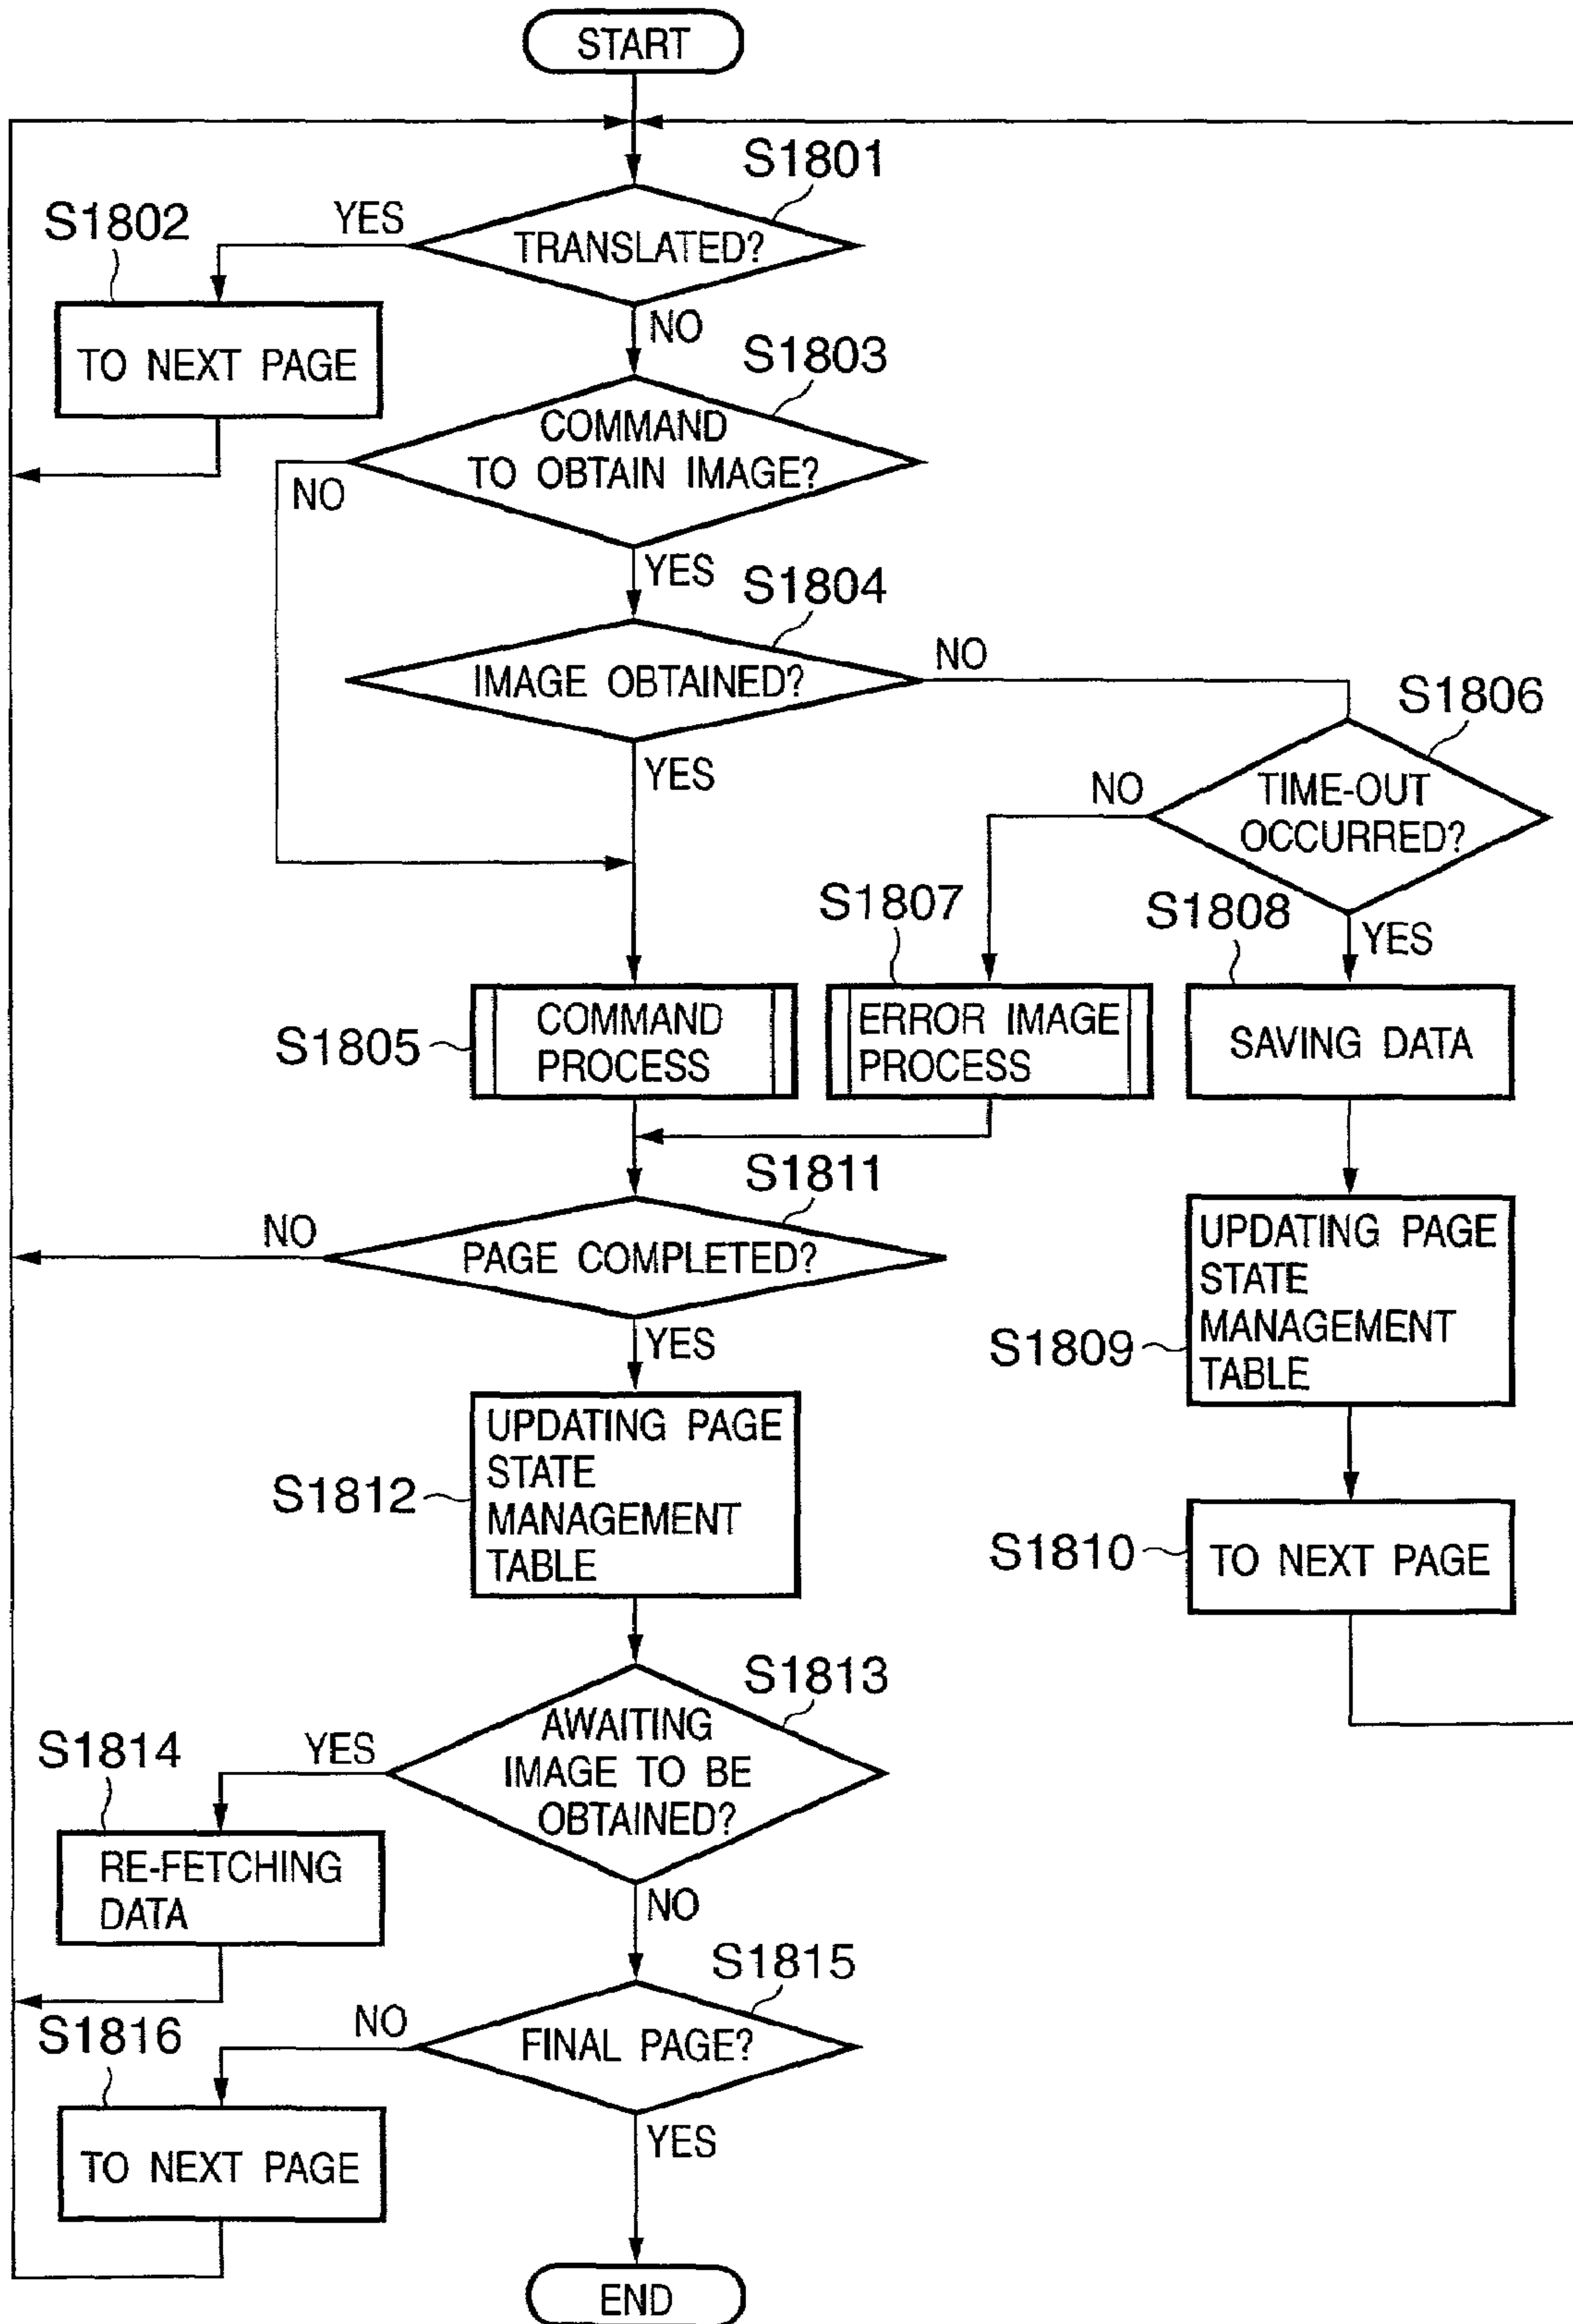 START
S1801
S1802
YES
TRANSLATED?
TO NEXT PAGE
NO
S1803
COMMAND
TO OBTAIN IMAGE?
NO
YES
S1804
IMAGE OBTAINED?
NO
S1806
YES
NO
TIME-OUT
OCCURRED?
S1807
S1808
YES
S1805
COMMAND
PROCESS
ERROR IMAGE
PROCESS
SAVING DATA
S1811
NO
PAGE COMPLETED?
YES
UPDATING PAGE
STATE
MANAGEMENT
TABLE
S1809
S1812
UPDATING PAGE
STATE
MANAGEMENT
TABLE
S1810
TO NEXT PAGE
S1813
S1814
YES
AWAITING
IMAGE TO BE
OBTAINED?
RE-FETCHING
DATA
NO
S1815
S1816
NO
FINAL PAGE?
TO NEXT PAGE
YES
END